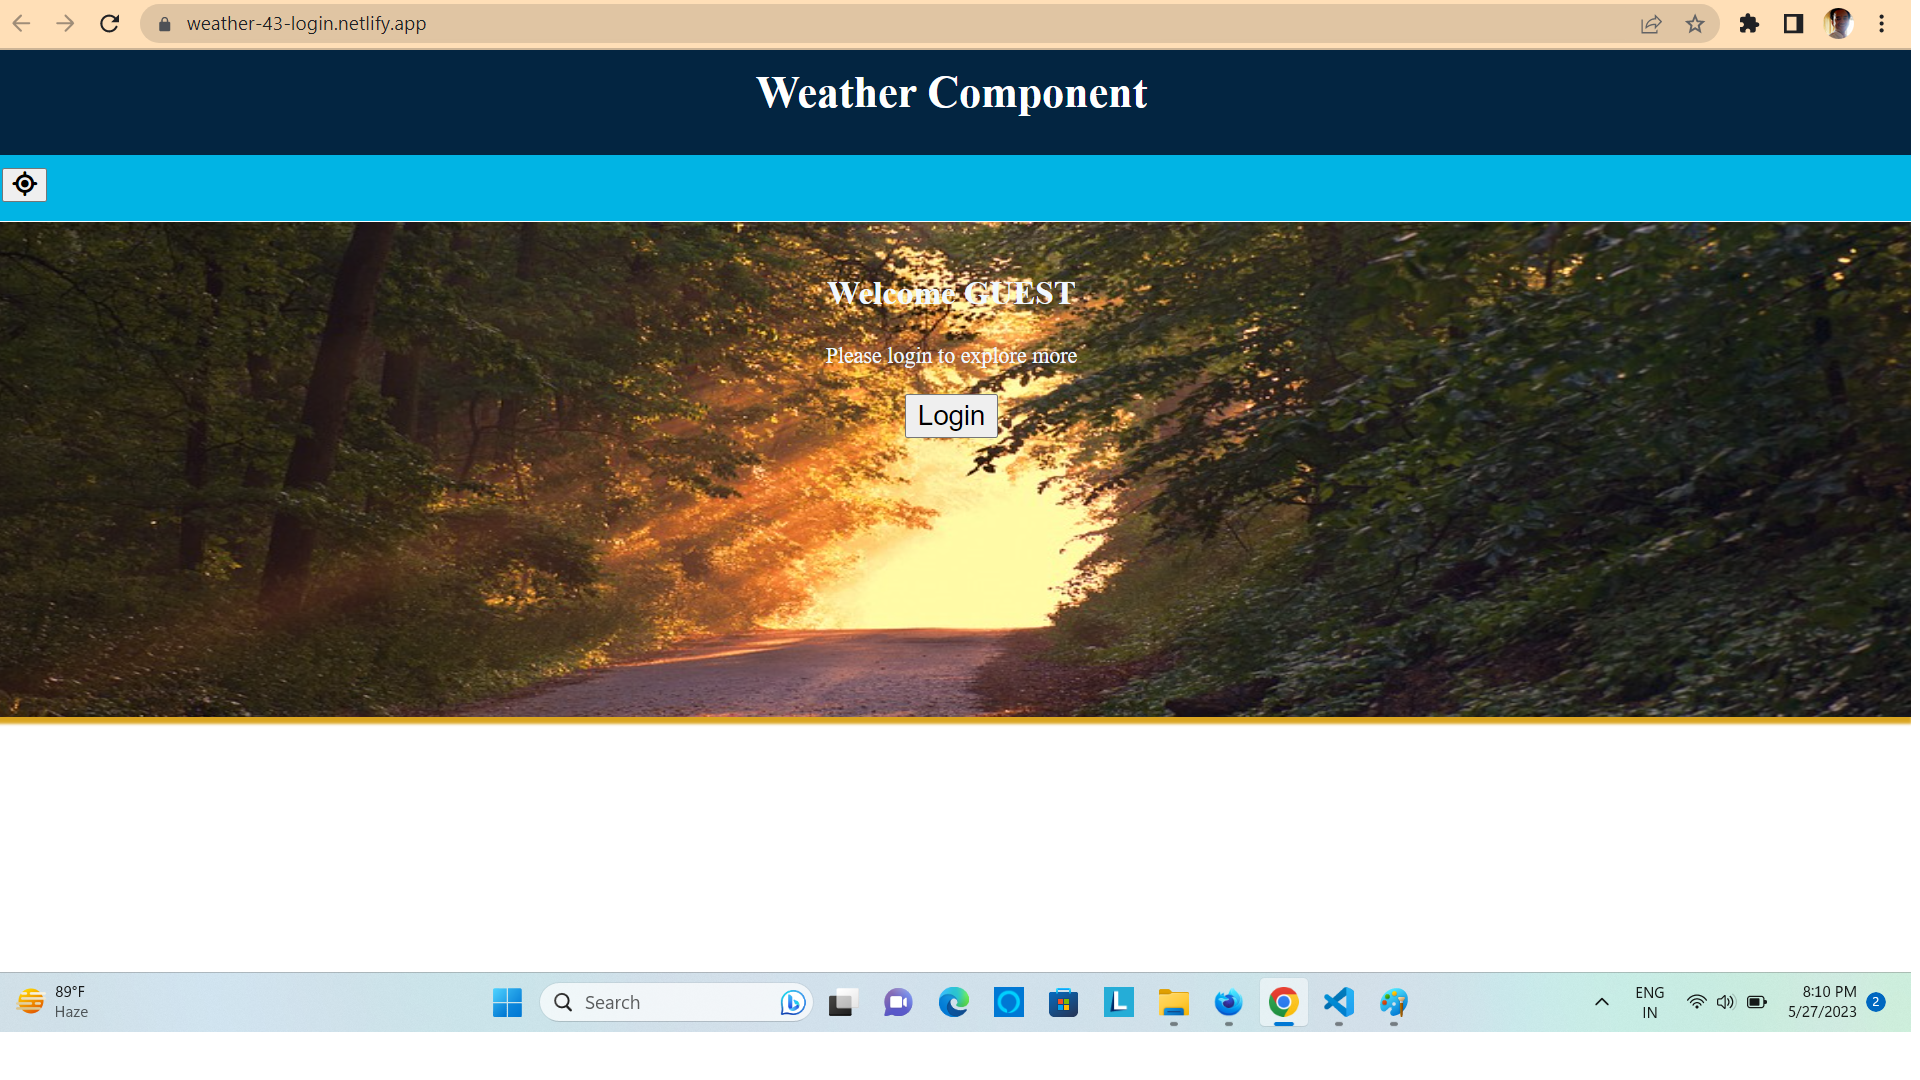 weather-43-login.netlify.app
Weather Component
Welcome GUEST
Please login to explore more
Login
89°F
Haze
Search
L
ENG
IN
8:10 PM
5/27/2023
2